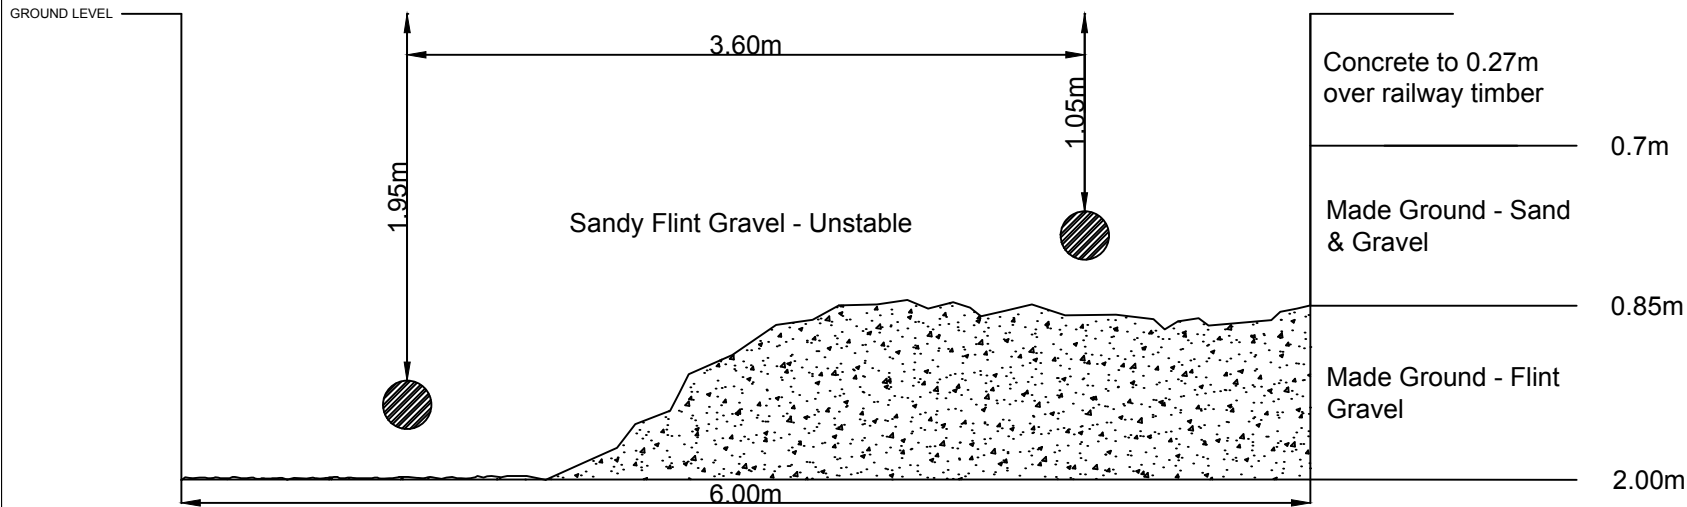 GROUND LEVEL
3.60m
1.05m
1.95m
Sandy Flint Gravel - Unstable
Concrete to 0.27m
over railway timber
0.7m
Made Ground - Sand
& Gravel
0.85m
Made Ground - Flint
Gravel
2.00m
6.00m